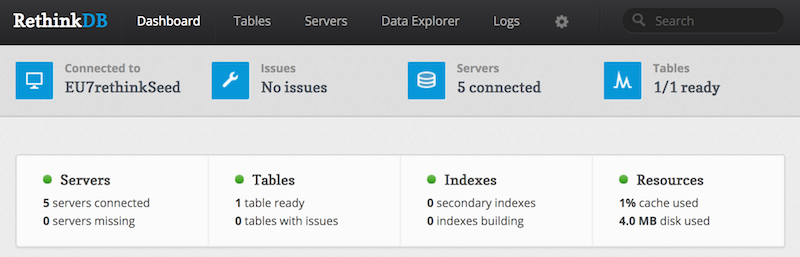 RethinkDB Dashboard Tables Servers Data Explorer Logs Search
Connected to Issues Servers Tables
EU7rethinkSeed No issues 5 connected 1/1 ready
Servers Tables Indexes Resources
5 servers connected 1 table ready 0 secondary indexes 1% cache used
0 servers missing 0 tables with issues 0 indexes building 4.0 MB disk used